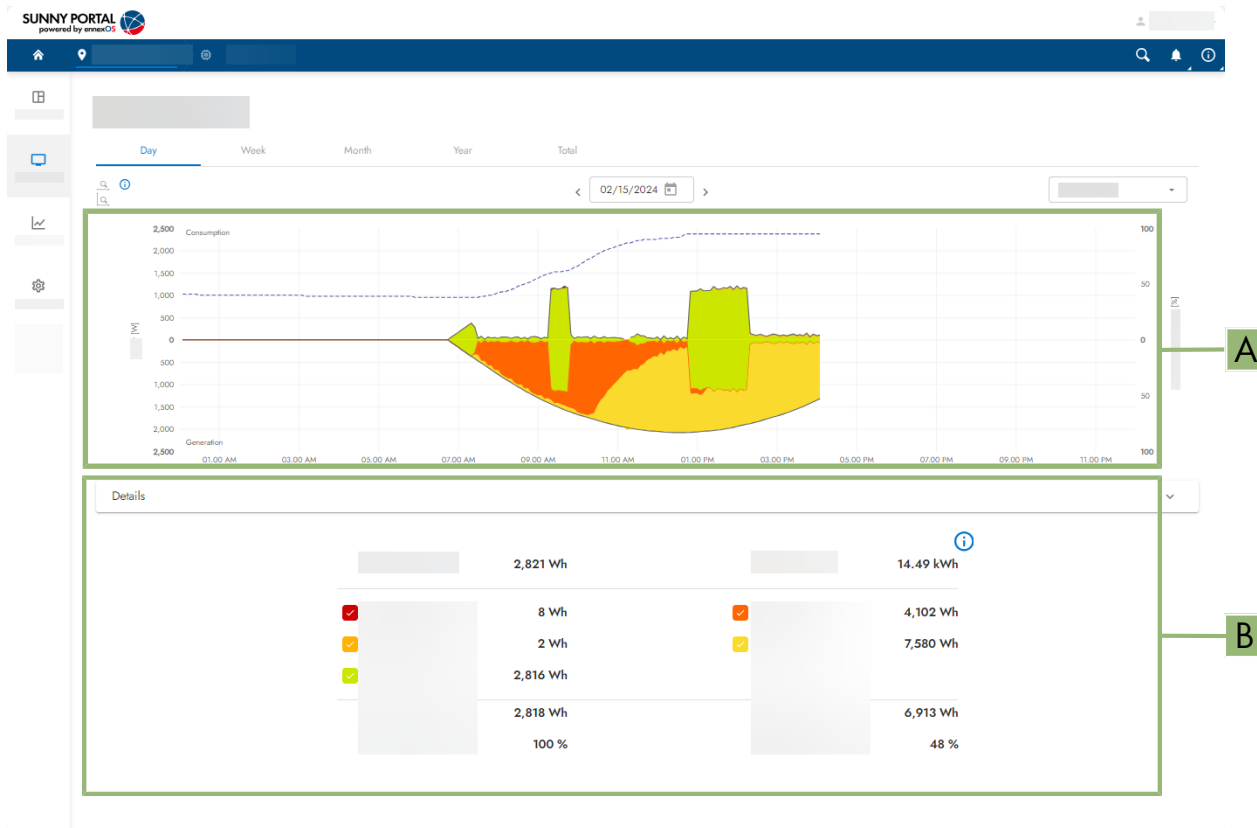 SUNNY PORTAL
powered by ennexOS
Day Week Month Year Total
02/15/2024
2,500 Consumption 100
2,000
1,500 50
1,000
500
[W] [%]
0 0
500
1,000 50
1,500
2,000
Generation
2,500 100
01.00 AM 03.00 AM 05.00 AM 07.00 AM 09.00 AM 11.00 AM 01.00 PM 03.00 PM 05.00 PM 07.00 PM 09.00 PM 11.00 PM
A
Details
2,821 Wh 14.49 kWh
8 Wh 4,102 Wh
2 Wh 7,580 Wh
2,816 Wh
2,818 Wh 6,913 Wh
100 % 48 %
B